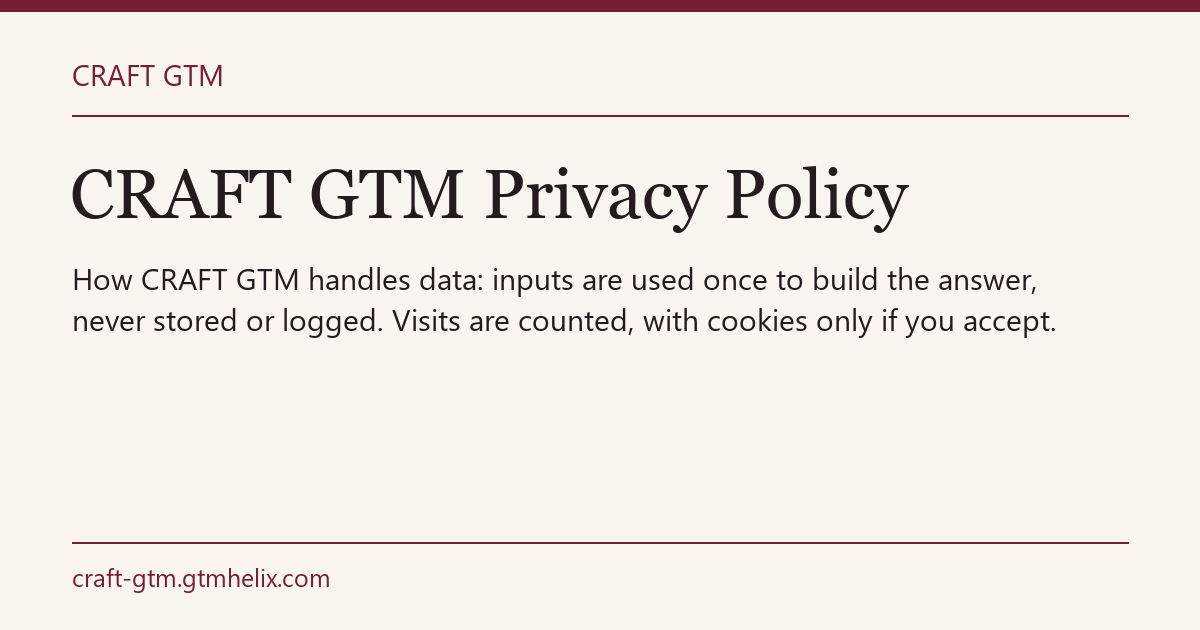 CRAFT GTM
CRAFT GTM Privacy Policy
How CRAFT GTM handles data: inputs are used once to build the answer,
never stored or logged. Visits are counted, with cookies only if you accept.
craft-gtm.gtmhelix.com